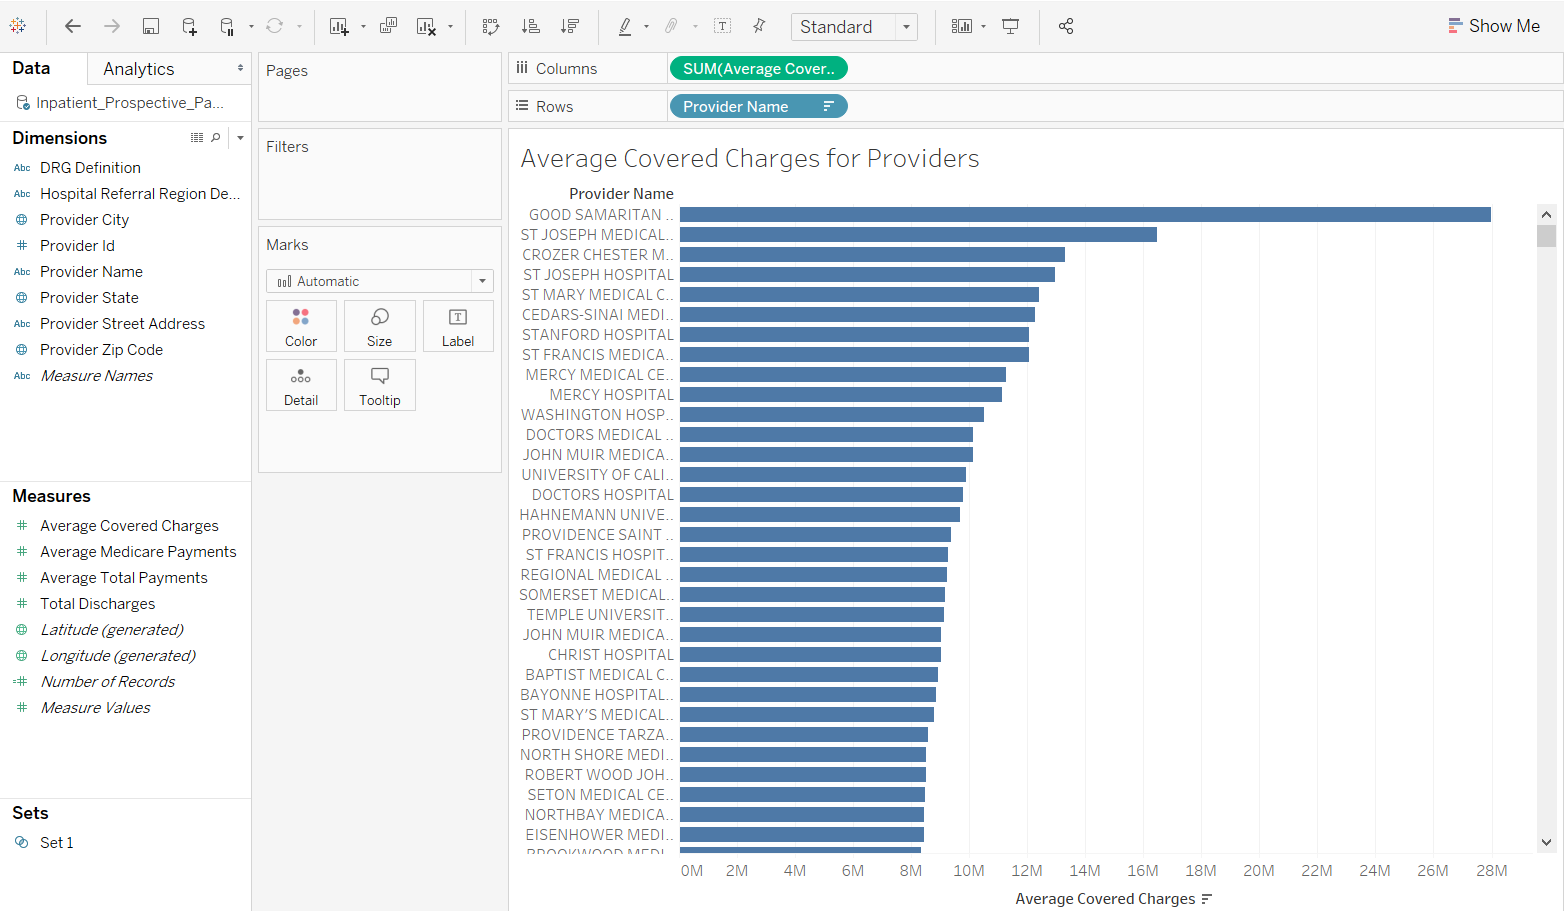 Standard
Show Me
Data
Analytics
Inpatient_Prospective_Pa...
Dimensions
Abc DRG Definition
Abc Hospital Referral Region De...
Provider City
# Provider Id
Abc Provider Name
Provider State
Abc Provider Street Address
Provider Zip Code
Abc Measure Names
Measures
# Average Covered Charges
# Average Medicare Payments
# Average Total Payments
# Total Discharges
Latitude (generated)
Longitude (generated)
=# Number of Records
# Measure Values
Sets
Set 1
Pages
Filters
Marks
Automatic
Color
Size
T
Label
Detail
Tooltip
Columns
SUM(Average Cover..
Rows
Provider Name
Average Covered Charges for Providers
Provider Name
GOOD SAMARITAN ..
ST JOSEPH MEDICAL..
CROZER CHESTER M..
ST JOSEPH HOSPITAL
ST MARY MEDICAL C..
CEDARS-SINAI MEDI..
STANFORD HOSPITAL
ST FRANCIS MEDICA..
MERCY MEDICAL CE..
MERCY HOSPITAL
WASHINGTON HOSP..
DOCTORS MEDICAL ..
JOHN MUIR MEDICA..
UNIVERSITY OF CALI..
DOCTORS HOSPITAL
HAHNEMANN UNIVE..
PROVIDENCE SAINT ..
ST FRANCIS HOSPIT..
REGIONAL MEDICAL ..
SOMERSET MEDICAL..
TEMPLE UNIVERSIT..
JOHN MUIR MEDICA..
CHRIST HOSPITAL
BAPTIST MEDICAL C..
BAYONNE HOSPITAL..
ST MARY'S MEDICAL..
PROVIDENCE TARZA..
NORTH SHORE MEDI..
ROBERT WOOD JOH..
SETON MEDICAL CE..
NORTHBAY MEDICA..
EISENHOWER MEDI..
BROOKWOOD MEDI..
0M 2M 4M 6M 8M 10M 12M 14M 16M 18M 20M 22M 24M 26M 28M
Average Covered Charges